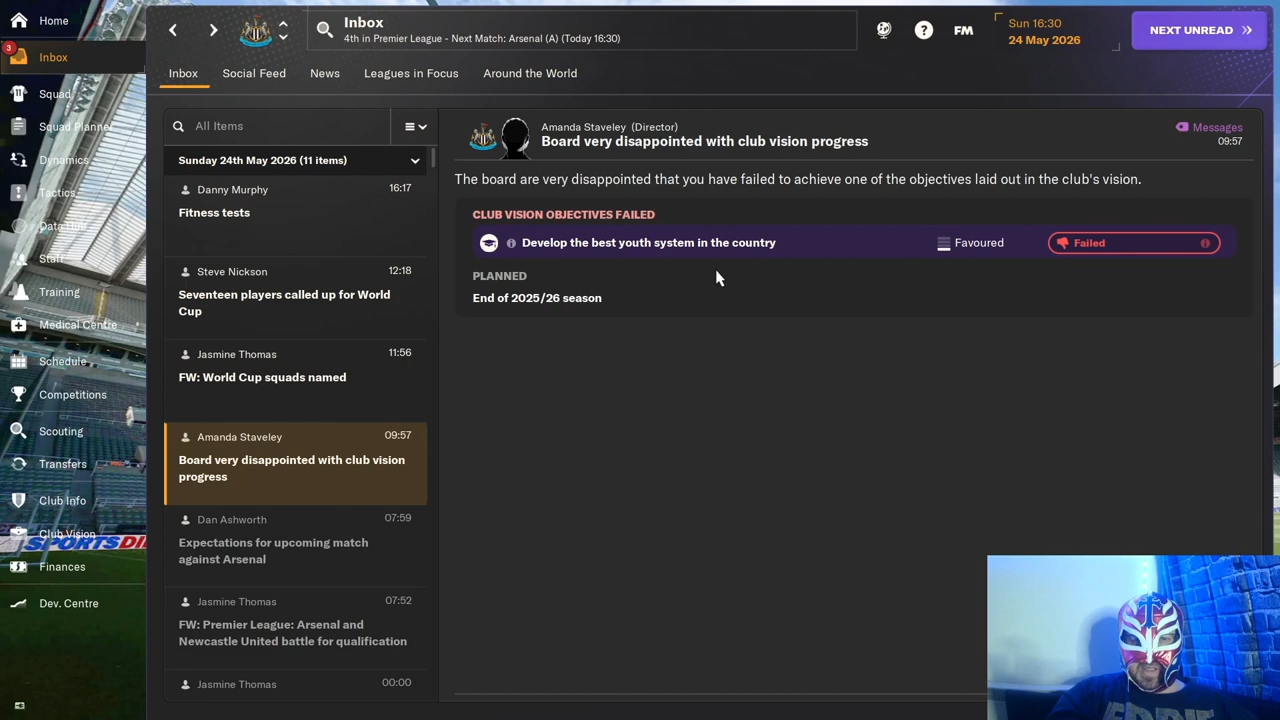 Home
3
Inbox
Squad
Squad Planner
Dynamics
Tactics
Data Hub
Staff
Training
Medical Centre
Schedule
Competitions
Scouting
Transfers
Club Info
Club Vision
Finances
Dev. Centre
SPORTSDI
Inbox
4th in Premier League - Next Match: Arsenal (A) (Today 16:30)
?
FM
Sun 16:30
24 May 2026
NEXT UNREAD
Inbox
Social Feed
News
Leagues in Focus
Around the World
All Items
Sunday 24th May 2026 (11 items)
Danny Murphy 16:17
Fitness tests
Steve Nickson 12:18
Seventeen players called up for World
Cup
Jasmine Thomas 11:56
FW: World Cup squads named
Amanda Staveley 09:57
Board very disappointed with club vision
progress
Dan Ashworth 07:59
Expectations for upcoming match
against Arsenal
Jasmine Thomas 07:52
FW: Premier League: Arsenal and
Newcastle United battle for qualification
Jasmine Thomas 00:00
Amanda Staveley (Director)
Board very disappointed with club vision progress
Messages
09:57
The board are very disappointed that you have failed to achieve one of the objectives laid out in the club's vision.
CLUB VISION OBJECTIVES FAILED
Develop the best youth system in the country Favoured Failed
PLANNED
End of 2025/26 season